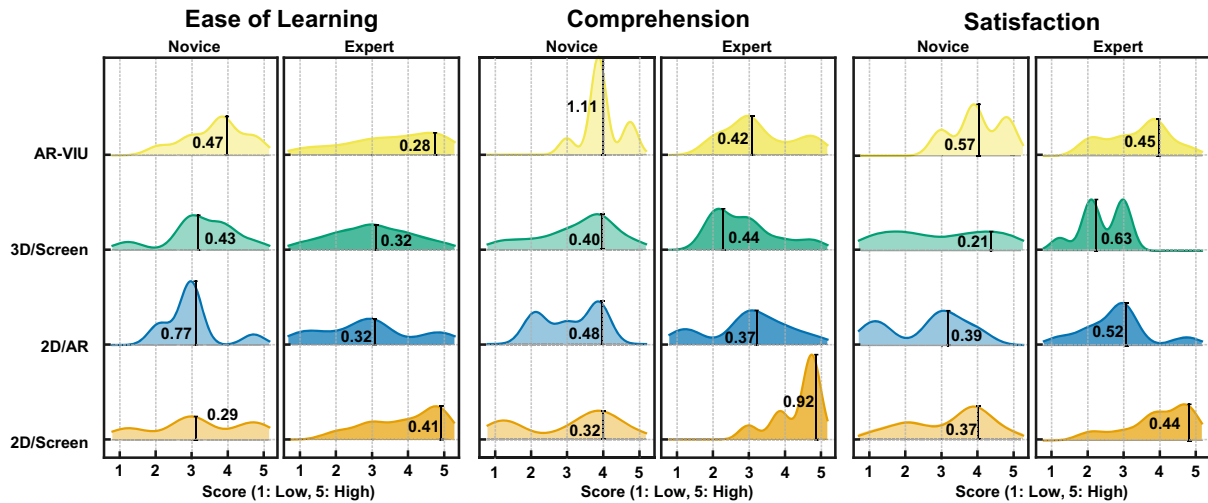 Ease of Learning Comprehension Satisfaction
Novice Expert Novice Expert Novice Expert
AR-VIU 0.47 0.28 1.11 0.42 0.57 0.45
3D/Screen 0.43 0.32 0.40 0.44 0.21 0.63
2D/AR 0.77 0.32 0.48 0.37 0.39 0.52
2D/Screen 0.29 0.41 0.32 0.92 0.37 0.44
1 2 3 4 5 1 2 3 4 5 1 2 3 4 5 1 2 3 4 5 1 2 3 4 5 1 2 3 4 5
Score (1: Low, 5: High) Score (1: Low, 5: High) Score (1: Low, 5: High)